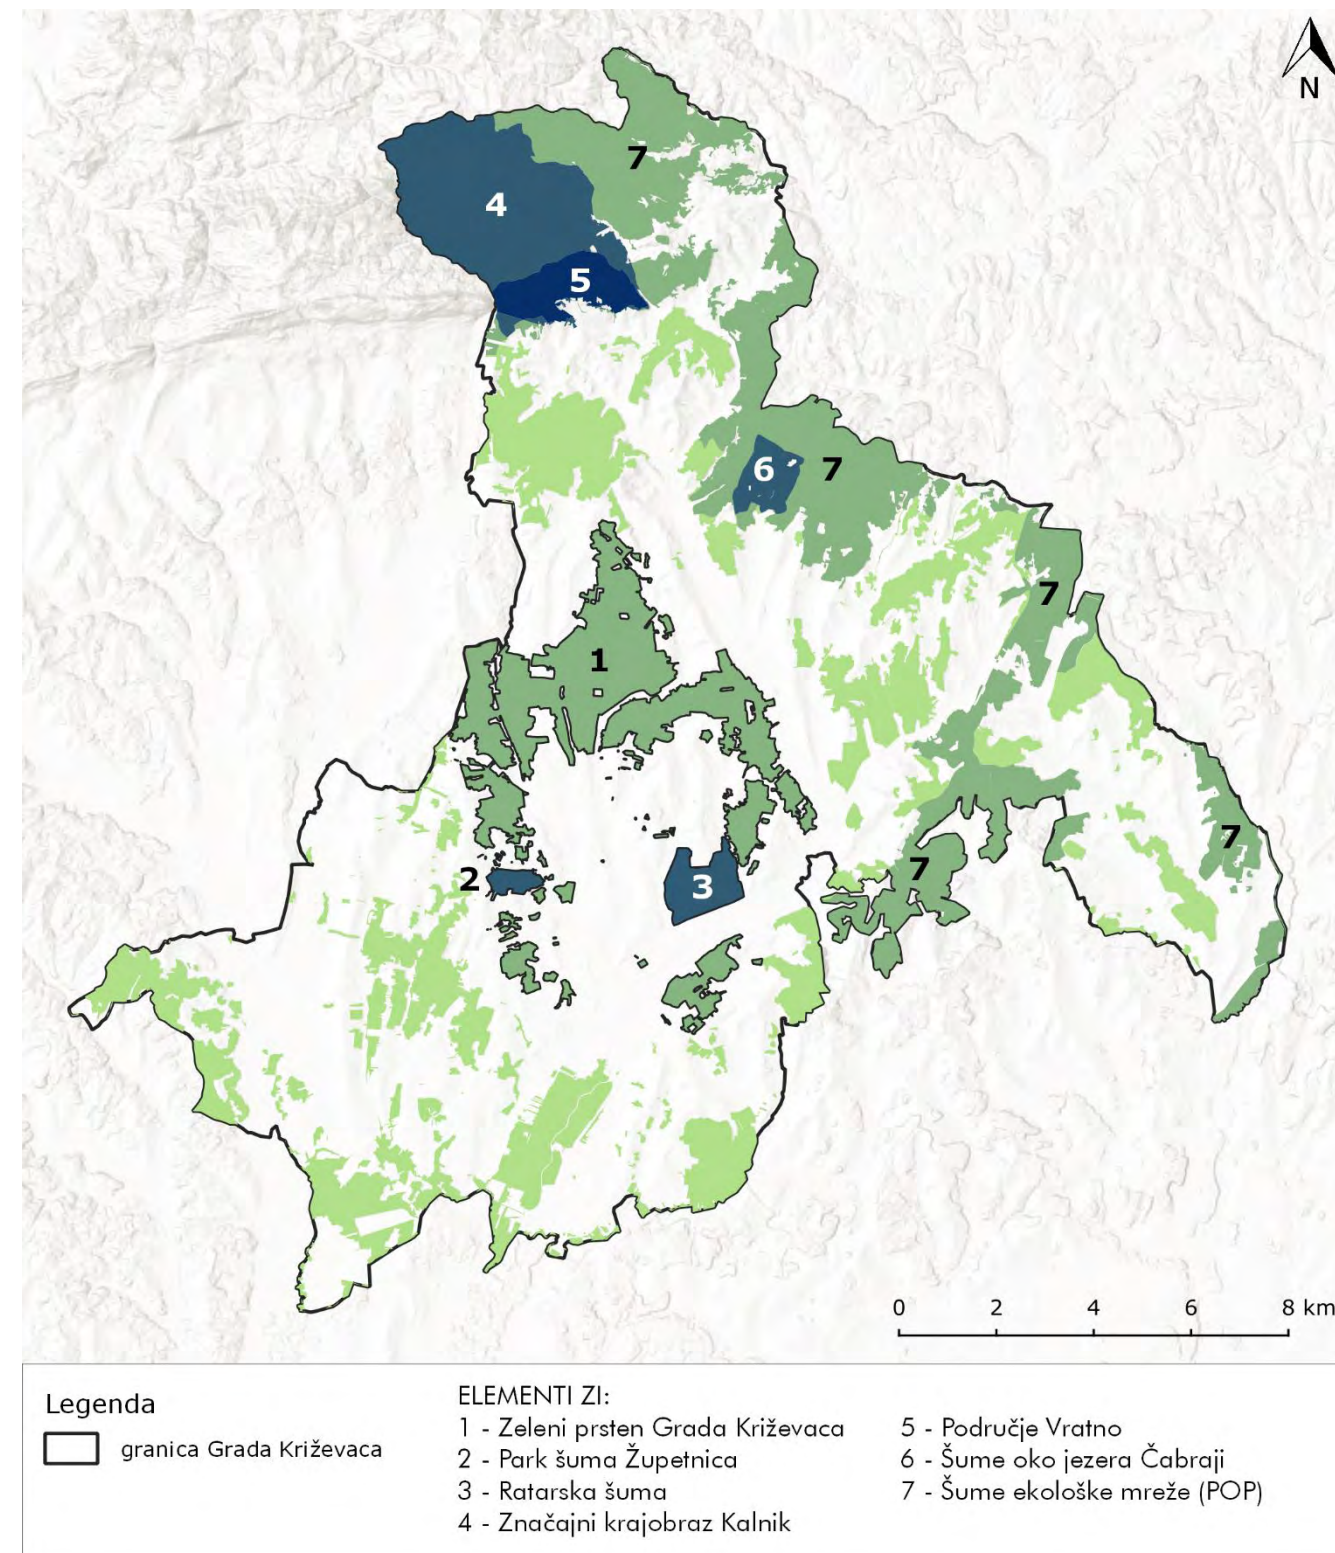 N
7
4
5
6
7
7
1
2
3
7
7
0 2 4 6 8 km
Legenda
granica Grada Križevaca
ELEMENTI ZI:
1 - Zeleni prsten Grada Križevaca
2 - Park šuma Župetnica
3 - Ratarska šuma
4 - Značajni krajobraz Kalnik
5 - Područje Vratno
6 - Šume oko jezera Čabraji
7 - Šume ekološke mreže (POP)